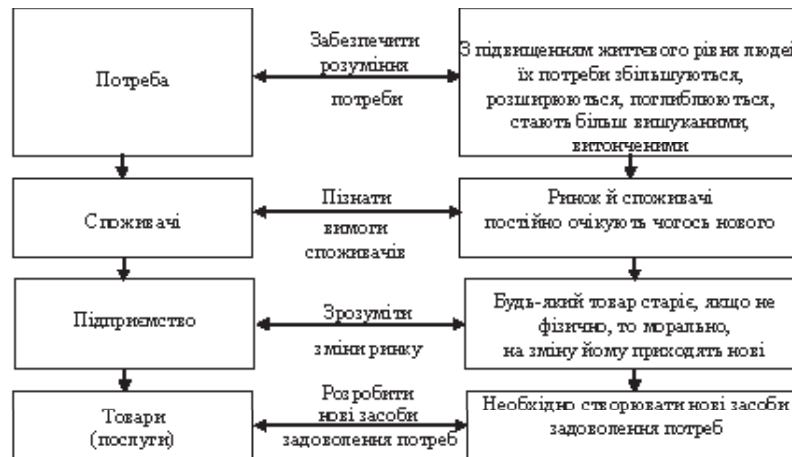 Потреба
Забезпечити
розуміння
потреби
З підвищенням життєвого рівня людей
їх потреби збільшуються,
розширюються, поглиблюються,
стають більш вишуканими,
витонченими
Споживачі
Пізнати
вимоги
споживачів
Ринок й споживачі
постійно очікують чогось нового
Підприємство
Зрозуміти
зміни ринку
Будь-який товар старіє, якщо не
фізично, то морально,
на зміну йому приходять нові
Товари
(послуги)
Розробити
нові засоби
задоволення потреб
Необхідно створювати нові засоби
задоволення потреб